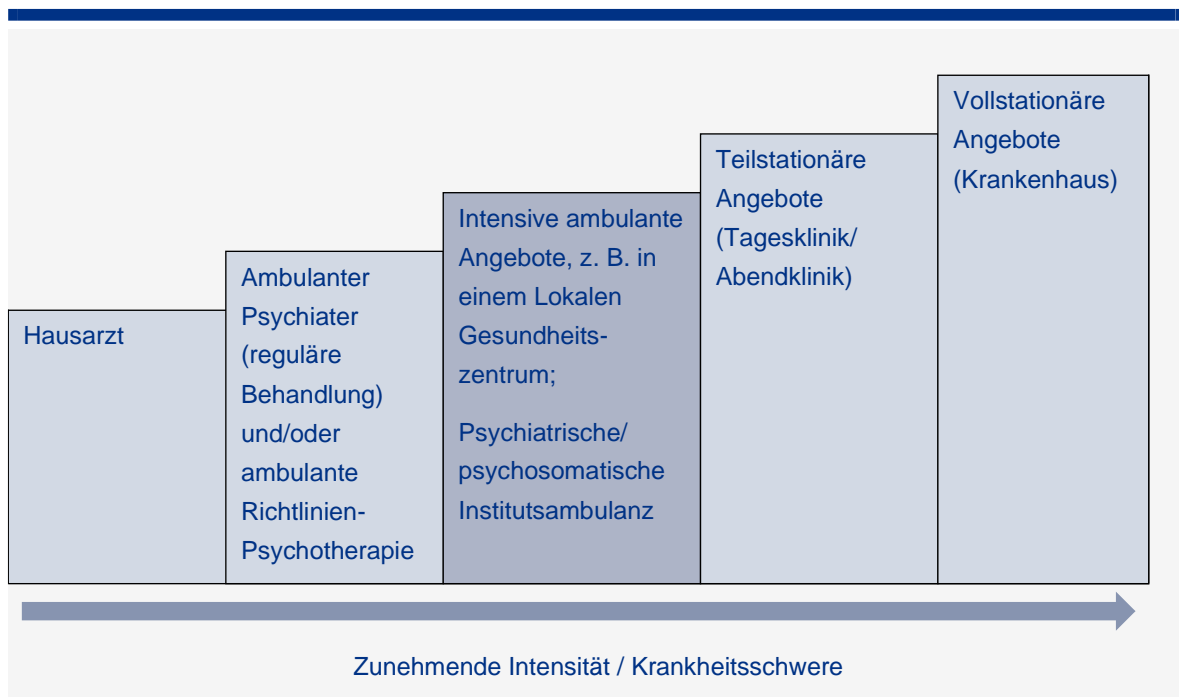 Hausarzt
Ambulanter
Psychiater
(reguläre
Behandlung)
und/oder
ambulante
Richtlinien-
Psychotherapie
Intensive ambulante
Angebote, z. B. in
einem Lokalen
Gesundheits-
zentrum;
Psychiatrische/
psychosomatische
Institutsambulanz
Teilstationäre
Angebote
(Tagesklinik/
Abendklinik)
Vollstationäre
Angebote
(Krankenhaus)
Zunehmende Intensität / Krankheitsschwere